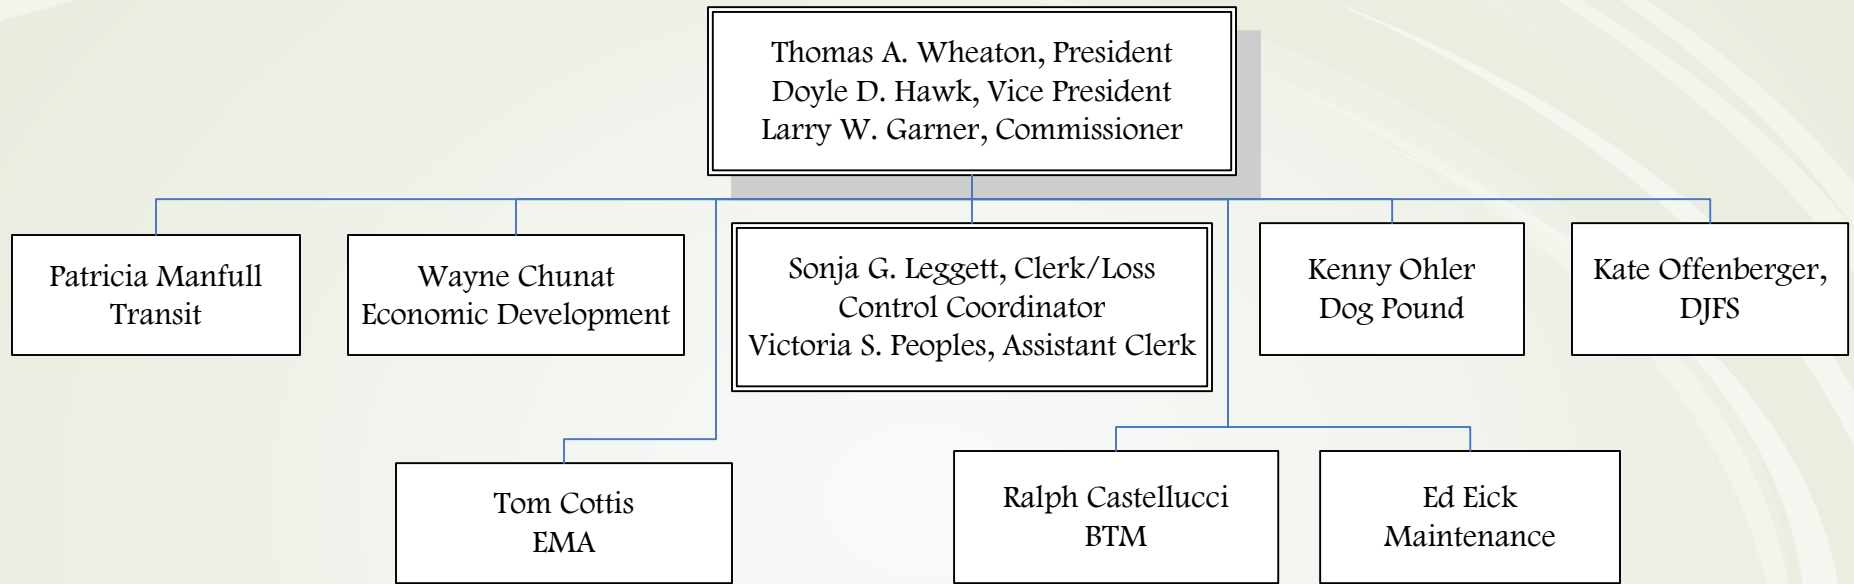 Thomas A. Wheaton, President
Doyle D. Hawk, Vice President
Larry W. Garner, Commissioner
Patricia Manfull
Transit
Wayne Chunat
Economic Development
Sonja G. Leggett, Clerk/Loss
Control Coordinator
Victoria S. Peoples, Assistant Clerk
Kenny Ohler
Dog Pound
Kate Offenberger,
DJFS
Tom Cottis
EMA
Ralph Castellucci
BTM
Ed Eick
Maintenance